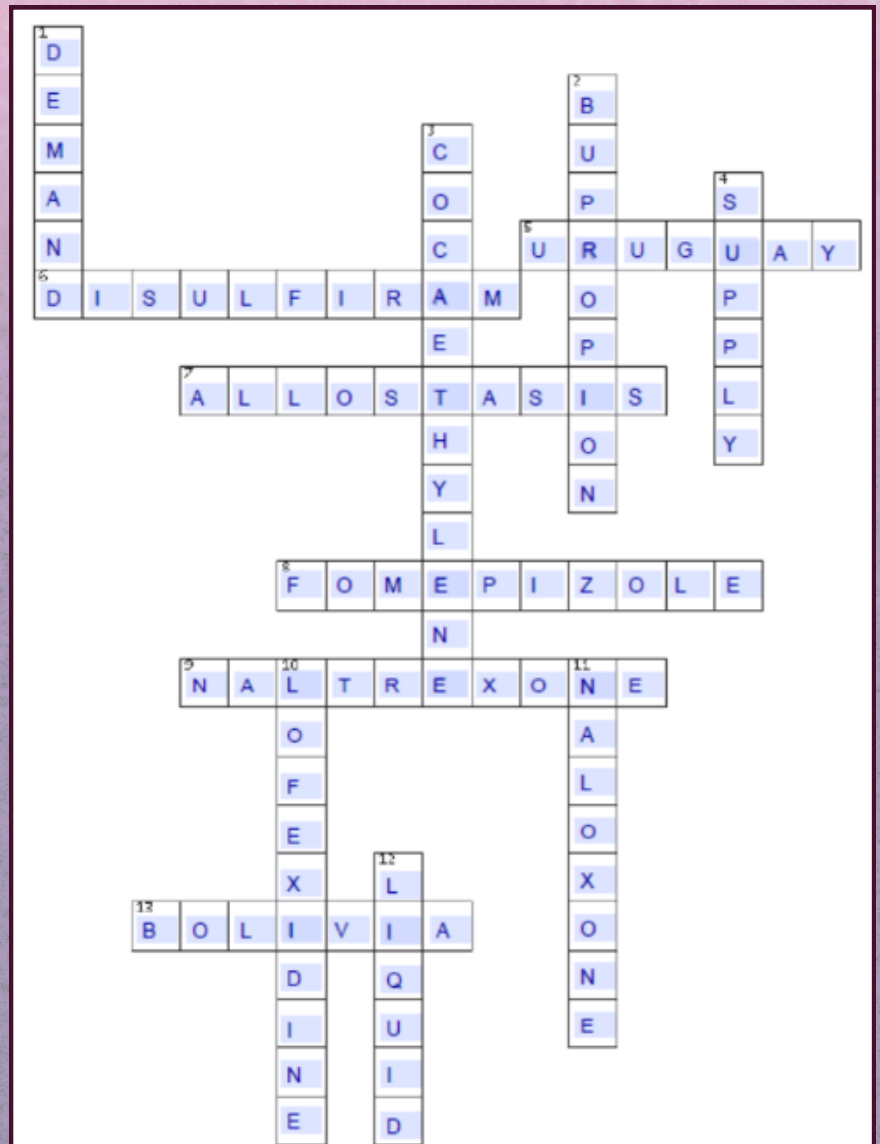 1 DEMAND
2 BUPROPION
3 COCAETHYLENE
4 SUPPLY
5 URUGUAY
6 DISULFIRAM
7 ALLOSTASIS
8 FOMEPIZOLE
9 NALTREXONE
10 LOFEXIDINE
11 NALOXONE
12 LIQUID
13 BOLIVIA